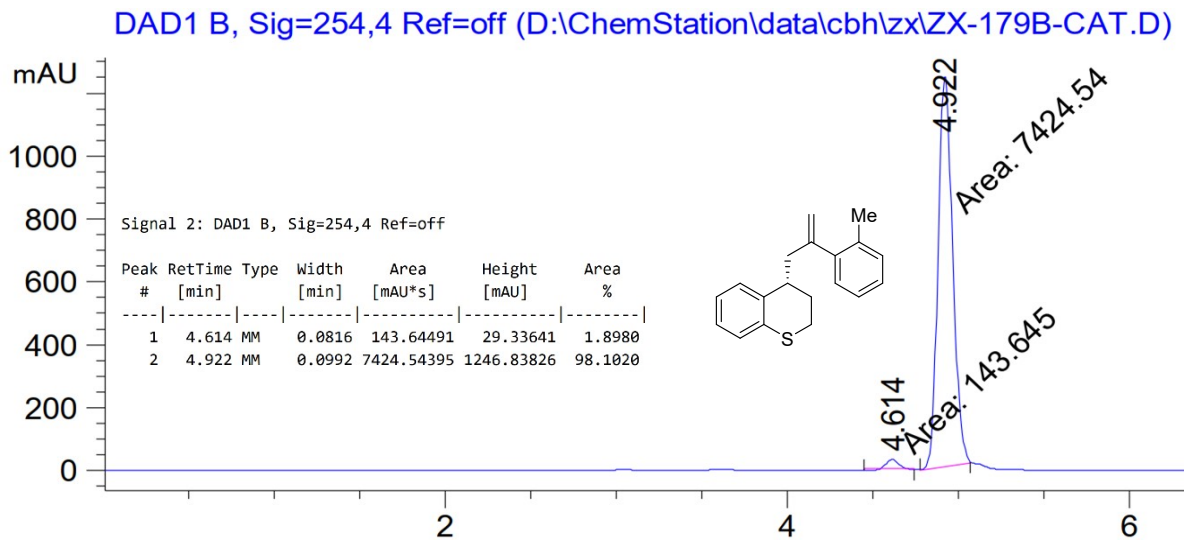 DAD1 B, Sig=254,4 Ref=off (D:\ChemStation\data\cbh\zx\ZX-179B-CAT.D)
mAU
1000
800
600
400
200
0
2
4
6
4.614
Area: 143.645
4.922
Area: 7424.54
Signal 2: DAD1 B, Sig=254,4 Ref=off
Peak RetTime Type Width Area Height Area
# [min] [min] [mAU*s] [mAU] %
----|-------|----|-------|----------|----------|--------|
1 4.614 MM 0.0816 143.64491 29.33641 1.8980
2 4.922 MM 0.0992 7424.54395 1246.83826 98.1020
Me
S